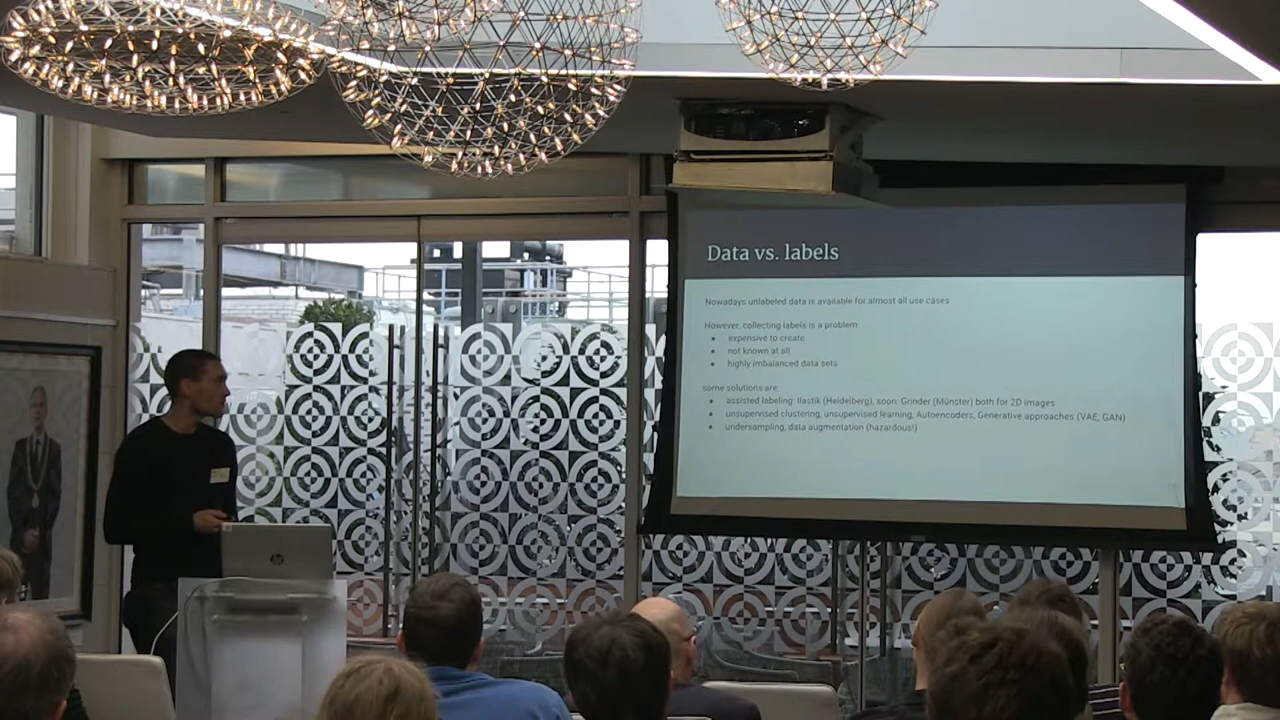 Data vs. labels
Nowadays unlabeled data is available for almost all use cases
However, collecting labels is a problem:
expensive to create
not known at all
highly imbalanced data sets
some solutions are:
assisted labeling: Ilastik (Heidelberg), soon: Grinder (Münster) both for 2D images
unsupervised clustering, unsupervised learning, Autoencoders, Generative approaches (VAE, GAN)
undersampling, data augmentation (hazardous!)
hp